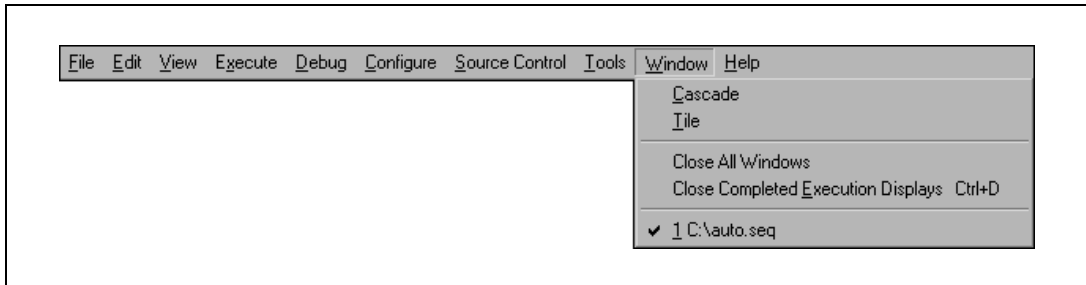 File Edit View Execute Debug Configure Source Control Tools Window Help
Cascade
Tile
Close All Windows
Close Completed Execution Displays Ctrl+D
✔ 1 C:\auto.seq